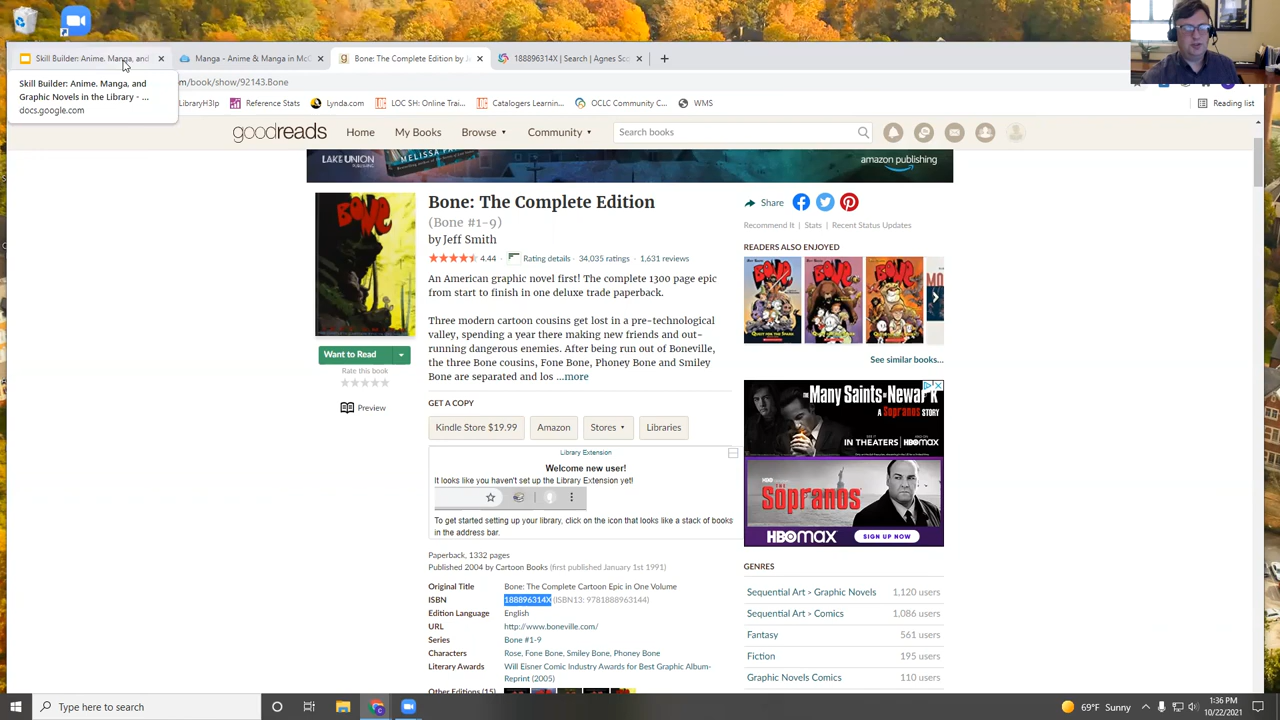 Skill Builder: Anime, Manga, and
Manga - Anime & Manga in McC
Bone: The Complete Edition by Je
188896314X | Search | Agnes Sco
Skill Builder: Anime, Manga, and
Graphic Novels in the Library - ...
docs.google.com
m/book/show/92143.Bone
LibraryH3lp
Reference Stats
Lynda.com
LOC SH: Online Trai...
Catalogers Learnin...
OCLC Community...
WMS
Reading list
goodreads
Home
My Books
Browse
Community
Search books
LAKE UNION
PUBLISHING
MELISSA
amazon publishing
BONE
Bone: The Complete Edition
(Bone #1-9)
by Jeff Smith
4.44
Rating details
34,035 ratings
1,631 reviews
An American graphic novel first! The complete 1300 page epic
from start to finish in one deluxe trade paperback.
Three modern cartoon cousins get lost in a pre-technological
valley, spending a year there making new friends and out-
running dangerous enemies. After being run out of Boneville,
the three Bone cousins, Fone Bone, Phoney Bone and Smiley
Bone are separated and los ...more
Want to Read
Rate this book
Preview
GET A COPY
Kindle Store $19.99
Amazon
Stores
Libraries
Library Extension
Welcome new user!
It looks like you haven't set up the Library Extension yet!
To get started setting up your library, click on the icon that looks like a stack of books
in the address bar.
Paperback, 1332 pages
Published 2004 by Cartoon Books (first published January 1st 1991)
Original Title Bone: The Complete Cartoon Epic in One Volume
ISBN 188896314X (ISBN13: 9781888963144)
Edition Language English
URL http://www.boneville.com/
Series Bone #1-9
Characters Rose, Fone Bone, Smiley Bone, Phoney Bone
Literary Awards Will Eisner Comic Industry Awards for Best Graphic Album-
Reprint (2005)
Other Editions (15)
Share
Recommend It | Stats | Recent Status Updates
READERS ALSO ENJOYED
BONE
BONE
BONE
See similar books...
THE MANY SAINTS OF NEWARK
A SOPRANOS STORY
IN THEATERS
HBOMAX
HBO
THE SOPRANOS
HBOMAX
SIGN UP NOW
GENRES
Sequential Art > Graphic Novels 1,120 users
Sequential Art > Comics 1,086 users
Fantasy 561 users
Fiction 195 users
Graphic Novels Comics 110 users
Type here to search
69°F Sunny
1:36 PM
10/22/2021